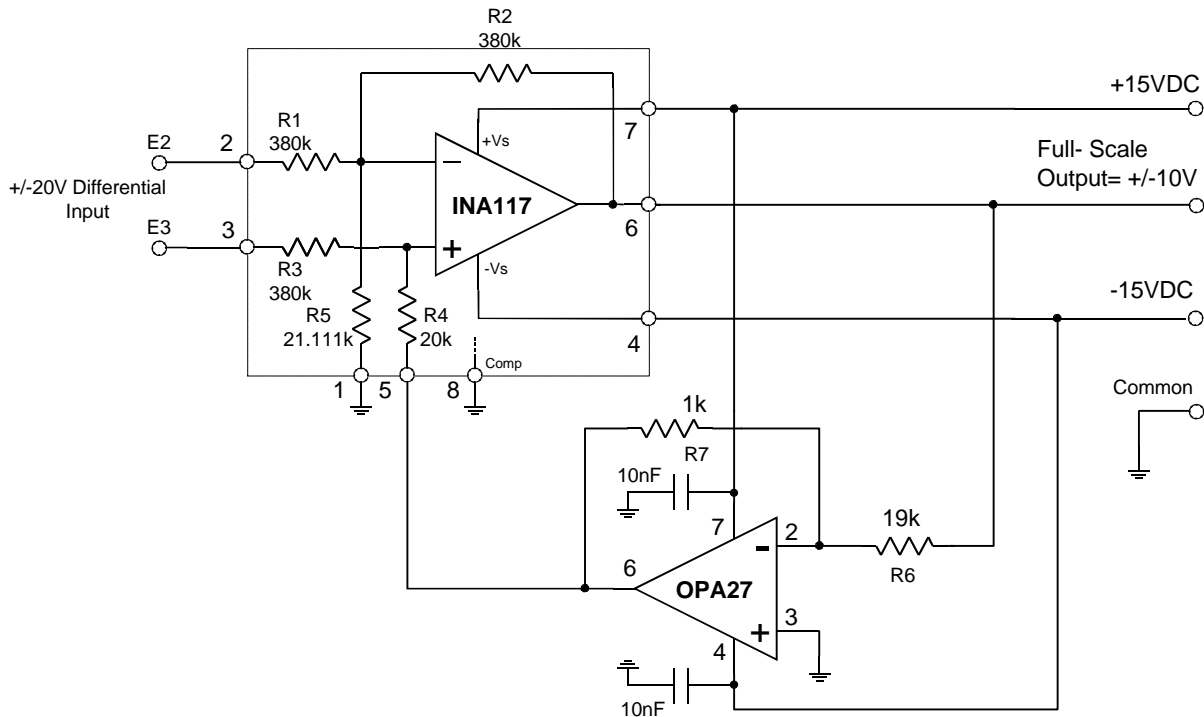 R2
380k
+15VDC
7
R1
380k
+Vs
E2
2
−
Full- Scale
Output= +/-10V
+/-20V Differential
Input
INA117
6
E3
3
+
R3
380k
-Vs
-15VDC
R5
21.111k
R4
20k
4
Comp
1
5
8
Common
1k
R7
10nF
19k
7
2
-
R6
6
OPA27
3
+
4
10nF